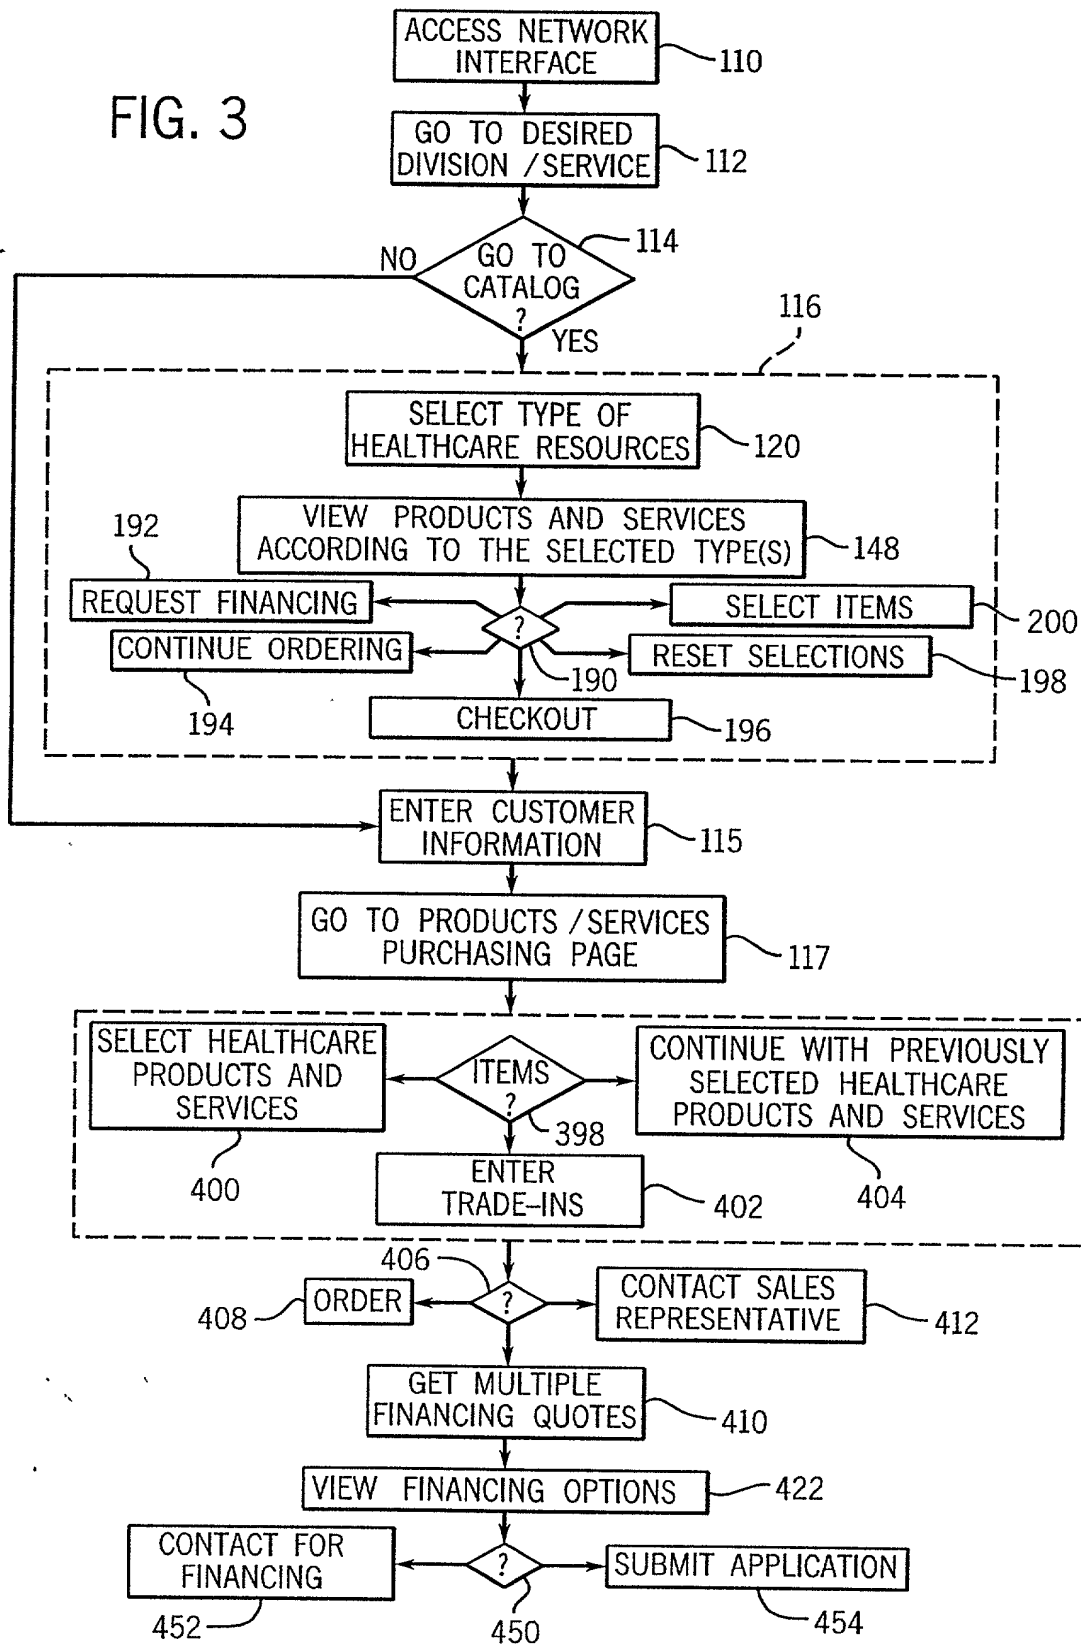 FIG. 3
ACCESS NETWORK
INTERFACE
110
GO TO DESIRED
DIVISION / SERVICE
112
GO TO
CATALOG
?
114
NO
YES
116
SELECT TYPE OF
HEALTHCARE RESOURCES
120
VIEW PRODUCTS AND SERVICES
ACCORDING TO THE SELECTED TYPE(S)
148
192
REQUEST FINANCING
?
190
SELECT ITEMS
200
CONTINUE ORDERING
194
RESET SELECTIONS
198
CHECKOUT
196
ENTER CUSTOMER
INFORMATION
115
GO TO PRODUCTS / SERVICES
PURCHASING PAGE
117
SELECT HEALTHCARE
PRODUCTS AND
SERVICES
400
ITEMS
?
398
CONTINUE WITH PREVIOUSLY
SELECTED HEALTHCARE
PRODUCTS AND SERVICES
404
ENTER
TRADE-INS
402
406
?
ORDER
408
CONTACT SALES
REPRESENTATIVE
412
GET MULTIPLE
FINANCING QUOTES
410
VIEW FINANCING OPTIONS
422
CONTACT FOR
FINANCING
452
?
450
SUBMIT APPLICATION
454